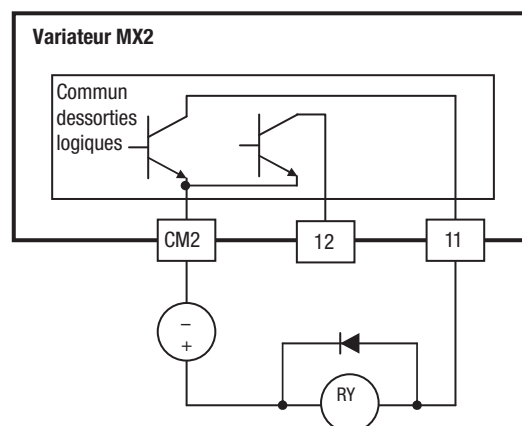 Variateur MX2
Commun
dessorties
logiques
CM2
12
11
−
+
RY